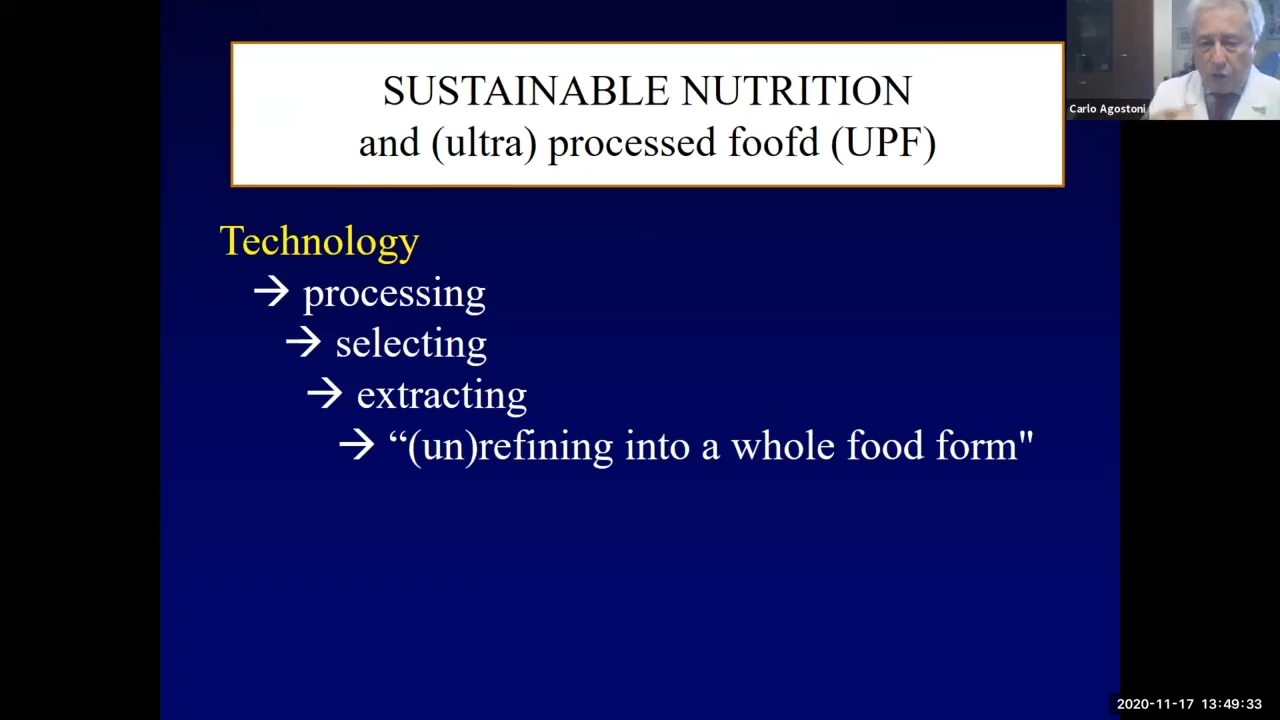 SUSTAINABLE NUTRITION
and (ultra) processed foofd (UPF)
Carlo Agostoni
Technology
→ processing
→ selecting
→ extracting
→ “(un)refining into a whole food form"
2020-11-17 13:49:33